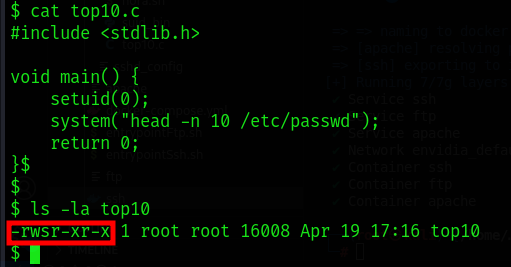 $ cat top10.c
#include <stdlib.h>
void main() {
    setuid(0);
    system("head -n 10 /etc/passwd");
    return 0;
}$
$
$ ls -la top10
-rwsr-xr-x 1 root root 16008 Apr 19 17:16 top10
$